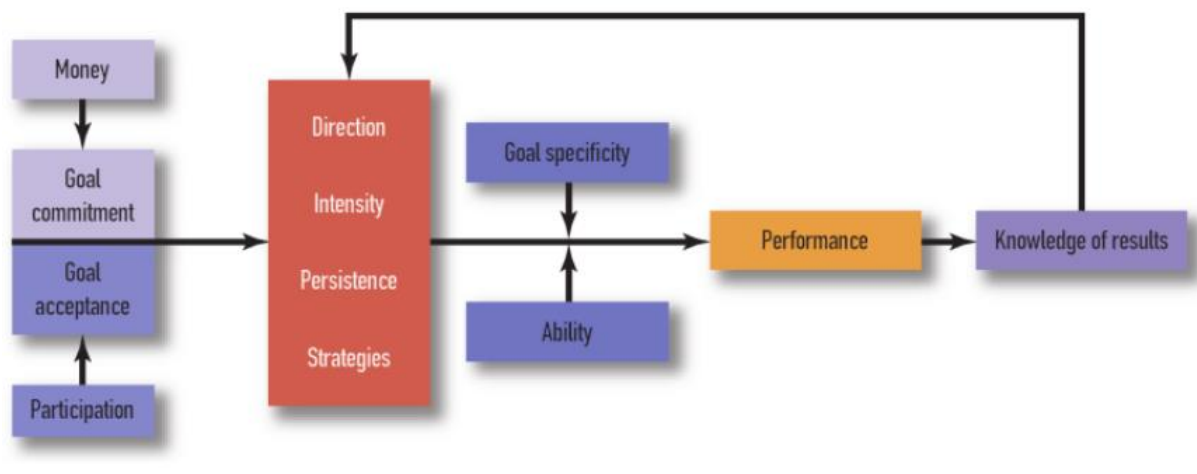 Money
Goal
commitment
Goal
acceptance
Participation
Direction
Intensity
Persistence
Strategies
Goal specificity
Ability
Performance
Knowledge of results